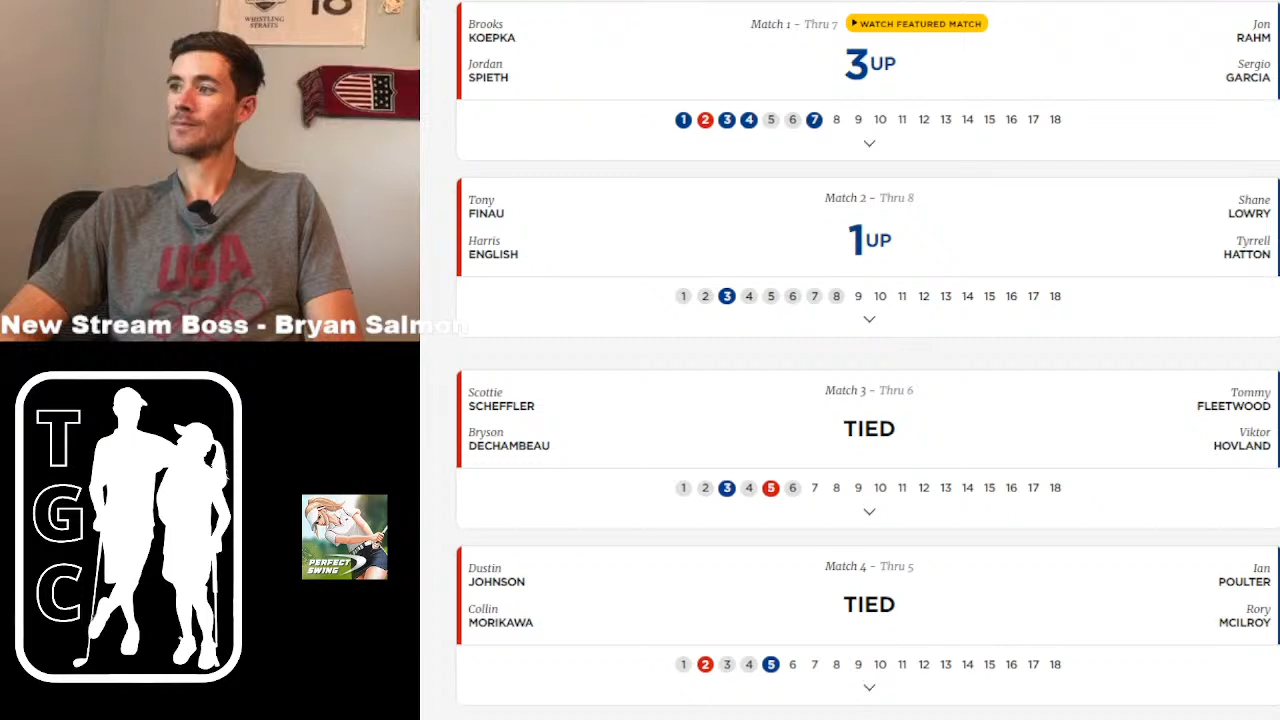 18
WHISTLING
STRAITS
USA
New Stream Boss - Bryan Salmon
T
G
C
PERFECT
SWING
Brooks
KOEPKA
Jordan
SPIETH
Match 1 - Thru 7
WATCH FEATURED MATCH
3 UP
Jon
RAHM
Sergio
GARCIA
1 2 3 4 5 6 7 8 9 10 11 12 13 14 15 16 17 18
Tony
FINAU
Harris
ENGLISH
Match 2 - Thru 8
1 UP
Shane
LOWRY
Tyrrell
HATTON
1 2 3 4 5 6 7 8 9 10 11 12 13 14 15 16 17 18
Scottie
SCHEFFLER
Bryson
DECHAMBEAU
Match 3 - Thru 6
TIED
Tommy
FLEETWOOD
Viktor
HOVLAND
1 2 3 4 5 6 7 8 9 10 11 12 13 14 15 16 17 18
Dustin
JOHNSON
Collin
MORIKAWA
Match 4 - Thru 5
TIED
Ian
POULTER
Rory
MCILROY
1 2 3 4 5 6 7 8 9 10 11 12 13 14 15 16 17 18